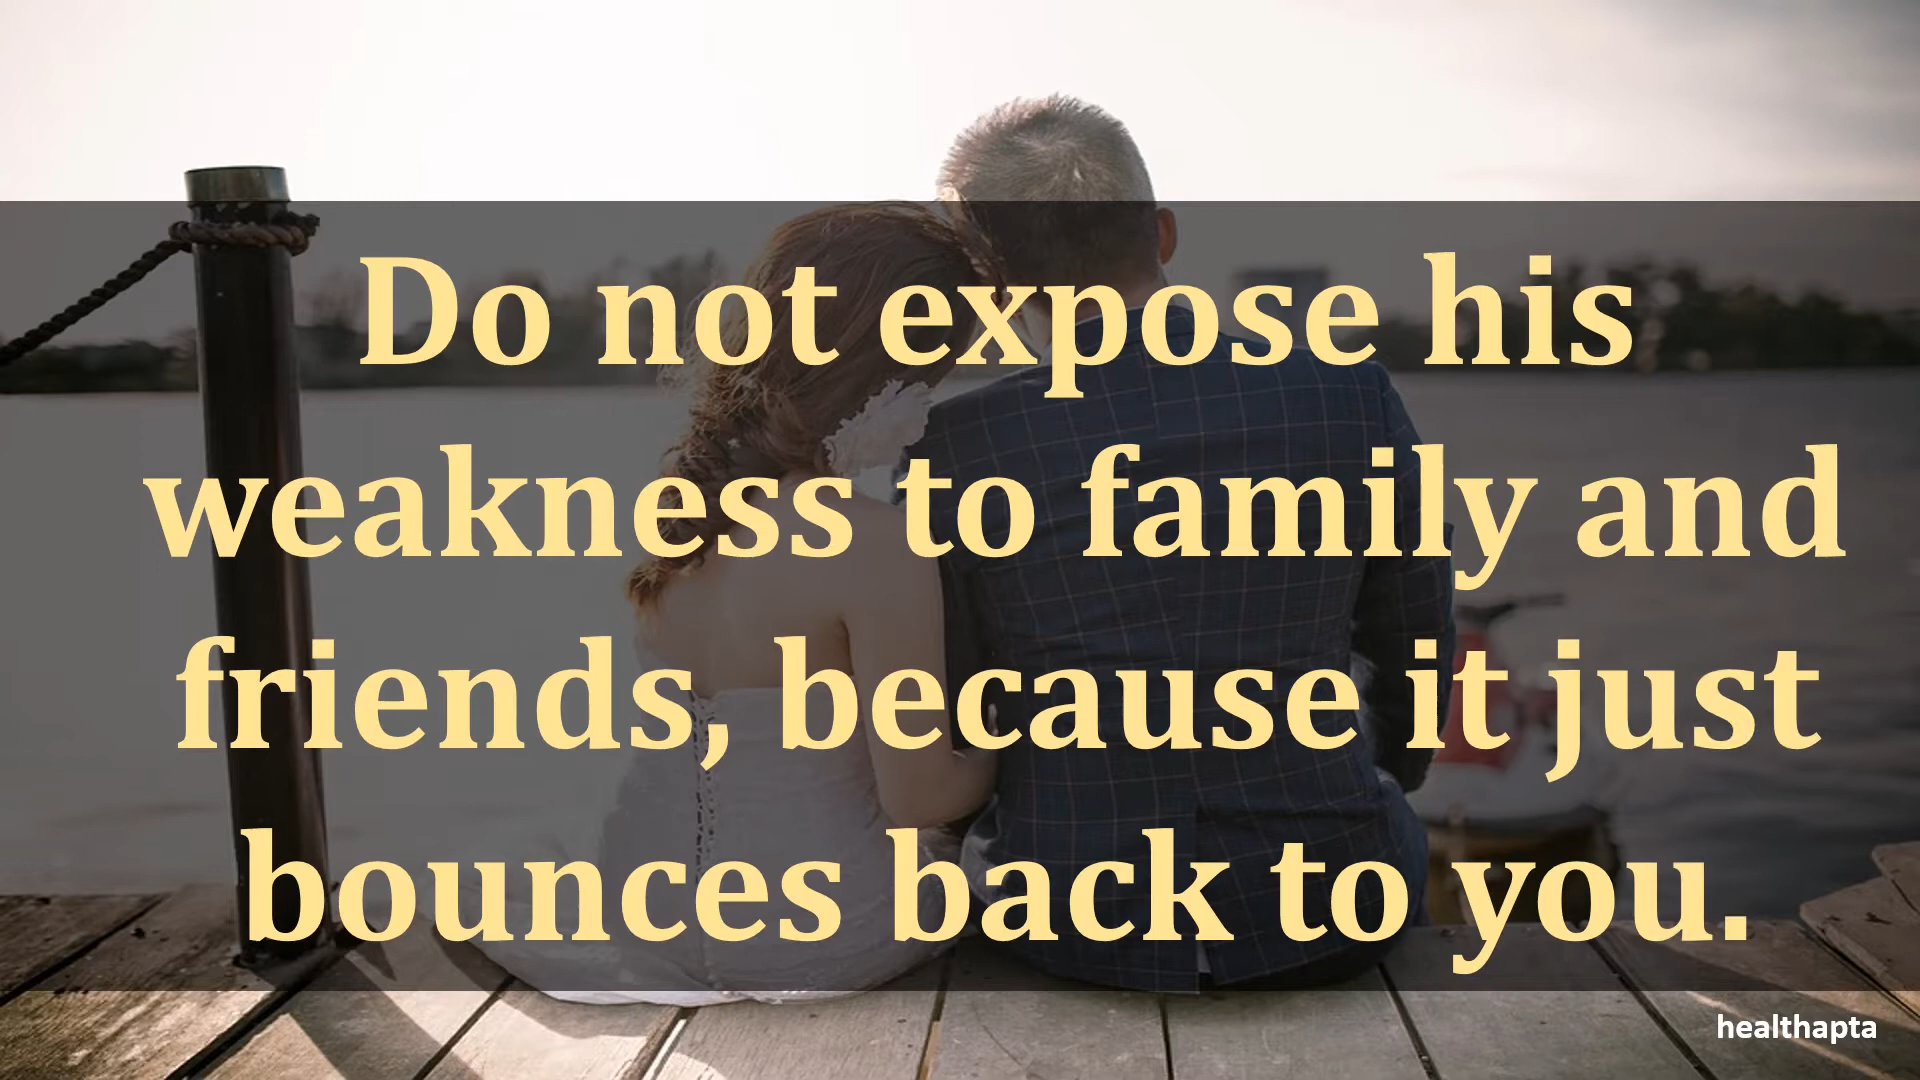 Do not expose his
weakness to family and
friends, because it just
bounces back to you.
healthapta